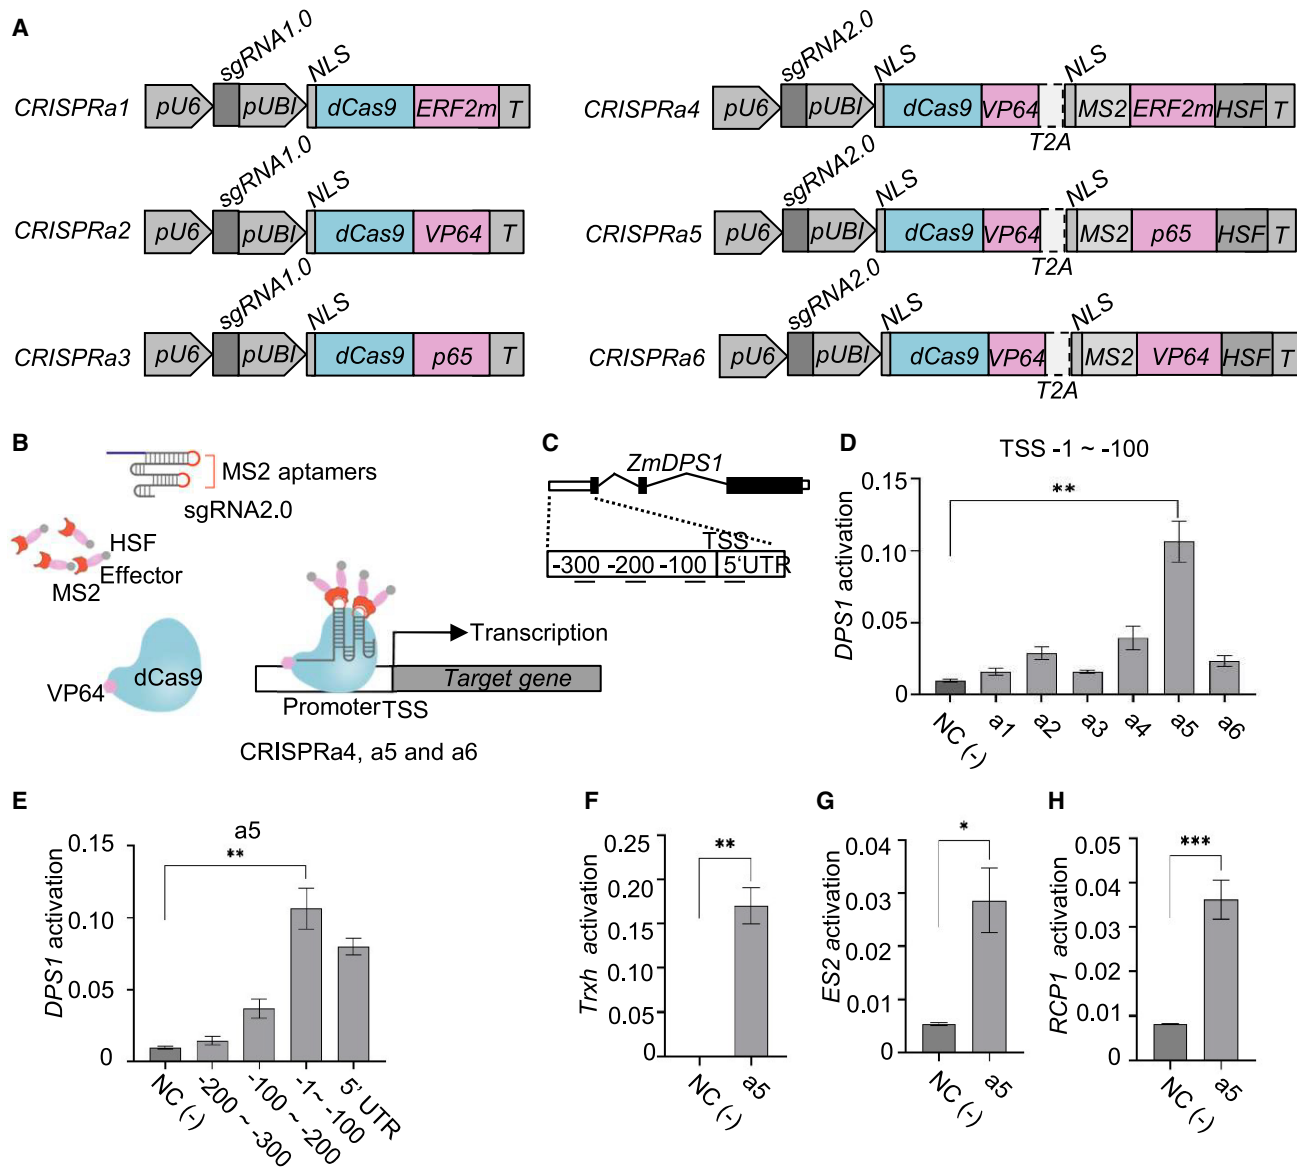 A
CRISPRa1 pU6 sgRNA1.0 pUBI NLS dCas9 ERF2m T
CRISPRa2 pU6 sgRNA1.0 pUBI NLS dCas9 VP64 T
CRISPRa3 pU6 sgRNA1.0 pUBI NLS dCas9 p65 T
CRISPRa4 pU6 sgRNA2.0 pUBI NLS dCas9 VP64 T2A NLS MS2 ERF2m HSF T
CRISPRa5 pU6 sgRNA2.0 pUBI NLS dCas9 VP64 T2A NLS MS2 p65 HSF T
CRISPRa6 pU6 sgRNA2.0 pUBI NLS dCas9 VP64 T2A NLS MS2 VP64 HSF T
B
MS2 aptamers
sgRNA2.0
HSF
Effector
MS2
dCas9
VP64
Transcription
Target gene
Promoter TSS
CRISPRa4, a5 and a6
C
ZmDPS1
TSS
-300 -200 -100 5'UTR
D
TSS -1 ~ -100
DPS1 activation
0.15
0.10
0.05
0
**
NC (-) a1 a2 a3 a4 a5 a6
E
a5
DPS1 activation
0.15
0.10
0.05
0
**
NC (-) -200 ~ -300 -100 ~ -200 -1~ -100 5' UTR
F
Trxh activation
0.25
0.20
0.15
0.10
0.05
0.00
**
NC (-) a5
G
ES2 activation
0.04
0.03
0.02
0.01
0
*
NC (-) a5
H
RCP1 activation
0.05
0.04
0.03
0.02
0.01
0
***
NC (-) a5